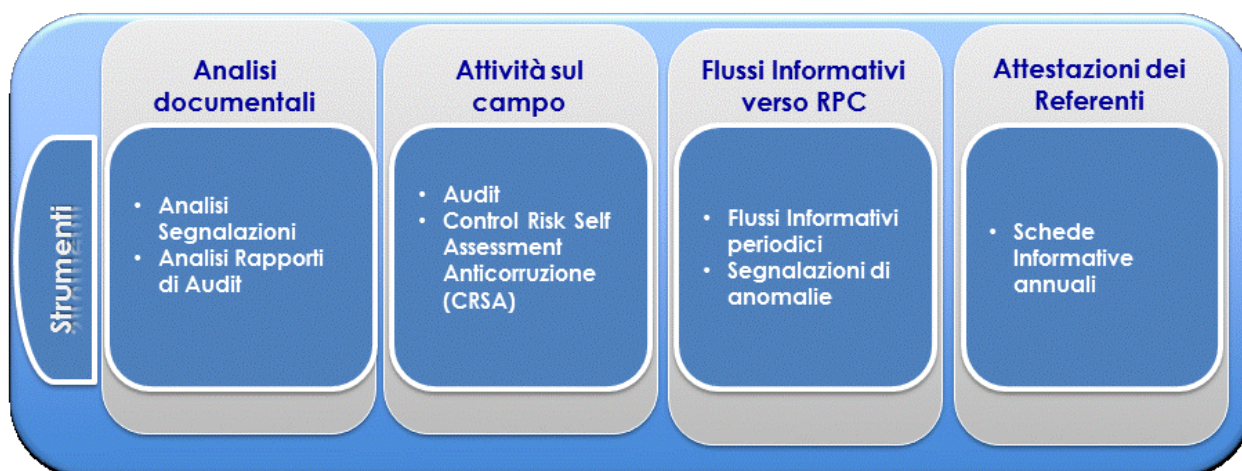 Strumenti
Analisi
documentali
• Analisi
Segnalazioni
• Analisi Rapporti
di Audit
Attività sul
campo
• Audit
• Control Risk Self
Assessment
Anticorruzione
(CRSA)
Flussi Informativi
verso RPC
• Flussi Informativi
periodici
• Segnalazioni di
anomalie
Attestazioni dei
Referenti
• Schede
Informative
annuali